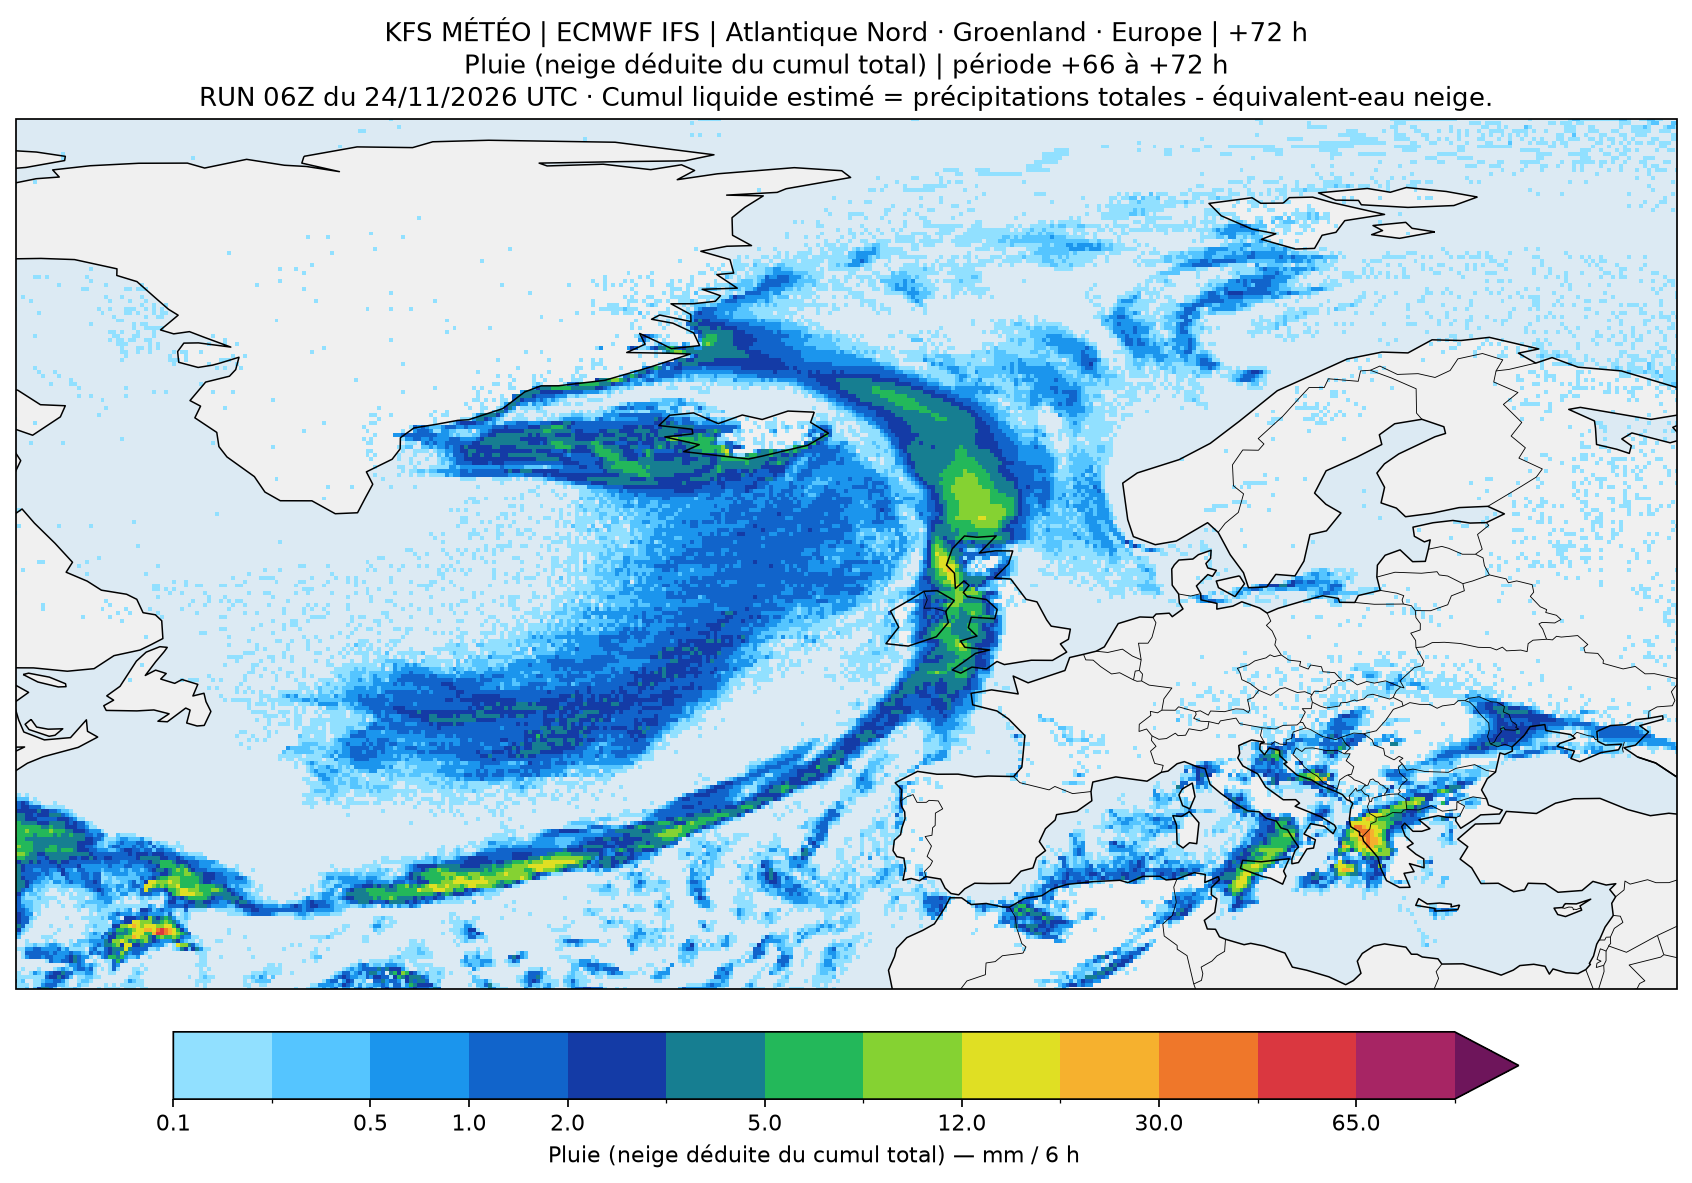 KFS MÉTÉO | ECMWF IFS | Atlantique Nord · Groenland · Europe | +72 h
Pluie (neige déduite du cumul total) | période +66 à +72 h
RUN 06Z du 24/11/2026 UTC · Cumul liquide estimé = précipitations totales - équivalent-eau neige.
0.1 0.5 1.0 2.0 5.0 12.0 30.0 65.0
Pluie (neige déduite du cumul total) — mm / 6 h